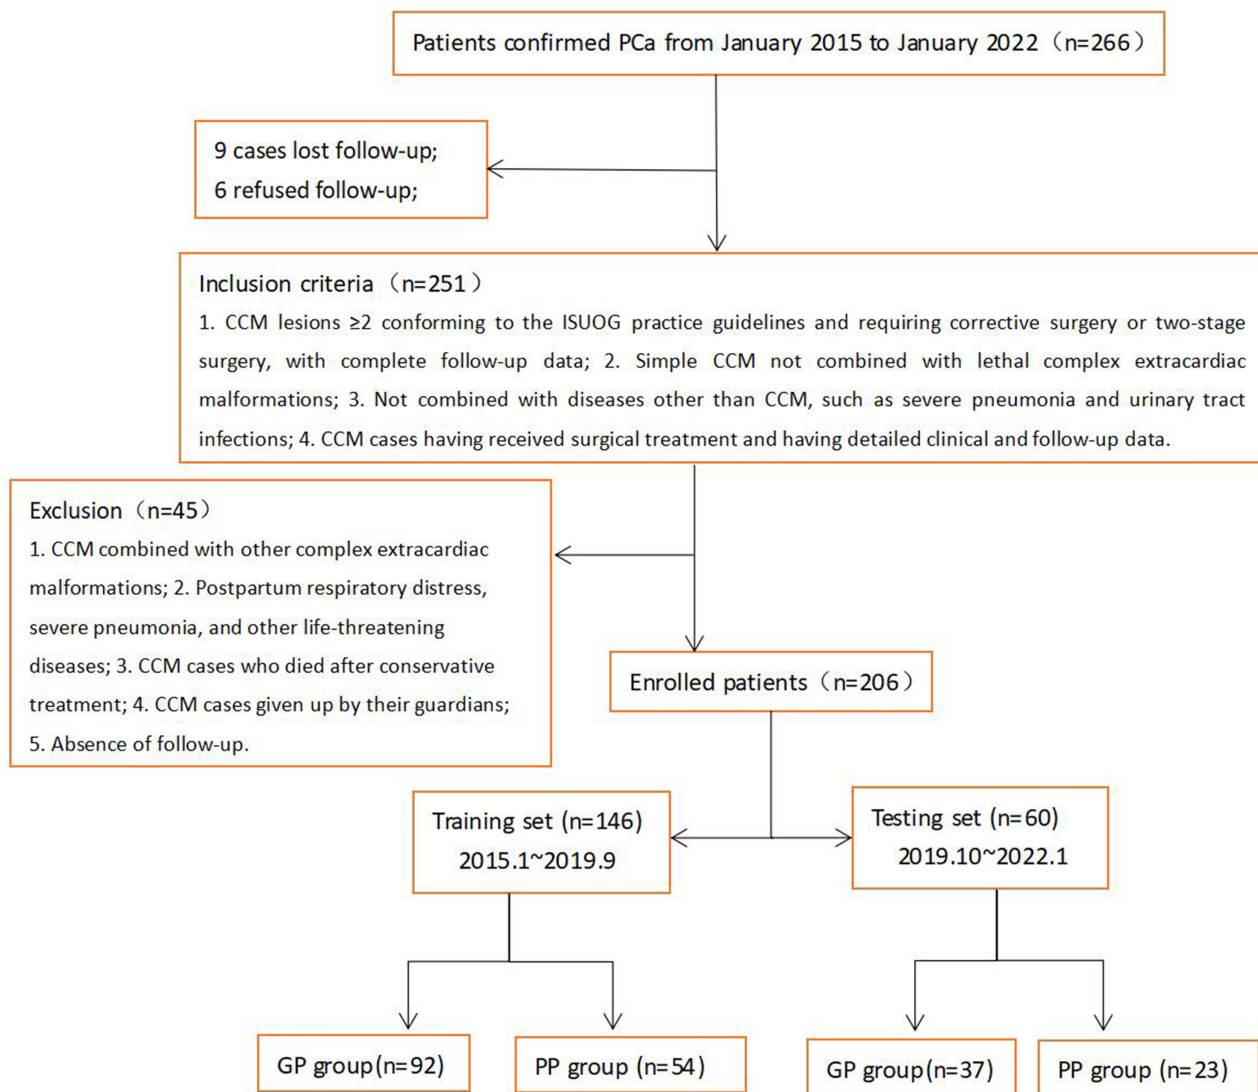 Patients confirmed PCa from January 2015 to January 2022（n=266）
9 cases lost follow-up;
6 refused follow-up;
Inclusion criteria（n=251）
1. CCM lesions ≥2 conforming to the ISUOG practice guidelines and requiring corrective surgery or two-stage
surgery, with complete follow-up data; 2. Simple CCM not combined with lethal complex extracardiac
malformations; 3. Not combined with diseases other than CCM, such as severe pneumonia and urinary tract
infections; 4. CCM cases having received surgical treatment and having detailed clinical and follow-up data.
Exclusion（n=45）
1. CCM combined with other complex extracardiac
malformations; 2. Postpartum respiratory distress,
severe pneumonia, and other life-threatening
diseases; 3. CCM cases who died after conservative
treatment; 4. CCM cases given up by their guardians;
5. Absence of follow-up.
Enrolled patients（n=206）
Training set (n=146)
2015.1~2019.9
Testing set (n=60)
2019.10~2022.1
GP group(n=92)
PP group (n=54)
GP group(n=37)
PP group (n=23)